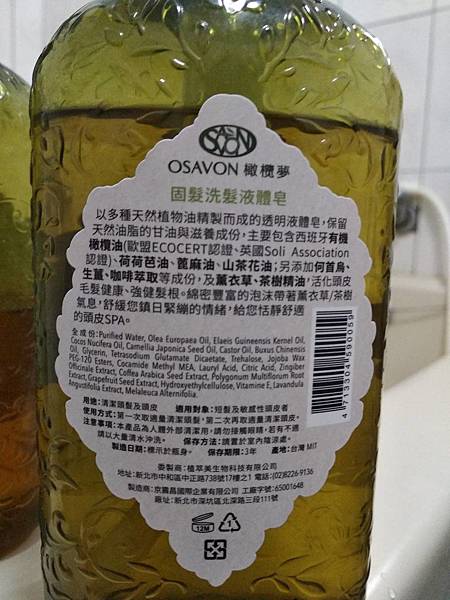 SAVON
OSAVON 橄欖夢
固髮洗髮液體皂
以多種天然植物油精製而成的透明液體皂,保留
天然油脂的甘油與滋養成份,主要包含西班牙有機
橄欖油(歐盟ECOCERT認證、英國Soli Association
認證)、荷荷芭油、蓖麻油、山茶花油;另添加何首烏、
生薑、咖啡萃取等成份,及薰衣草、茶樹精油,活化頭皮
毛髮健康、強健髮根。綿密豐富的泡沫帶著薰衣草/茶樹
氣息,舒緩您鎮日緊繃的情緒,給您恬靜舒適
的頭皮SPA。
全成份:Purified Water, Olea Europaea Oil, Elaeis Guineensis Kernel Oil,
Cocos Nucifera Oil, Camellia Japonica Seed Oil, Castor Oil, Buxus Chinensis
Oil, Glycerin, Tetrasodium Glutamate Dicaetate, Trehalose, Jojoba Wax
PEG-120 Esters, Cocamide Methyl MEA, Lauryl Acid, Citric Acid, Zingiber
Officinale Extract, Coffea Arabica Seed Extract, Polygonum Multiflorum Root
Extract, Grapefruit Seed Extract, Hydroxyethylcellulose, Vitamin E, Lavandula
Angustifolia Extract, Melaleuca Alternifolia.
用途:清潔頭髮及頭皮 適用對象:短髮及敏感性頭皮者
使用方式:第一次取適量清潔頭髮,第二次再取適量清潔頭皮。
注意事項:本產品為人體外部清潔用,請勿接觸眼睛,若有不適
請以大量清水沖洗。 保存方法:請置於室內陰涼處。
製造日期:標示於瓶身。 保存期限:3年 產地:台灣 MIT
委製商:植萃美生物科技有限公司
地址:新北市中和區中正路738號17樓之1 電話:(02)8226-9136
製造商:京寶昌國際企業有限公司 工廠字號:65001648
廠址:新北市深坑區北深路三段111號
4713304590059
12M
1